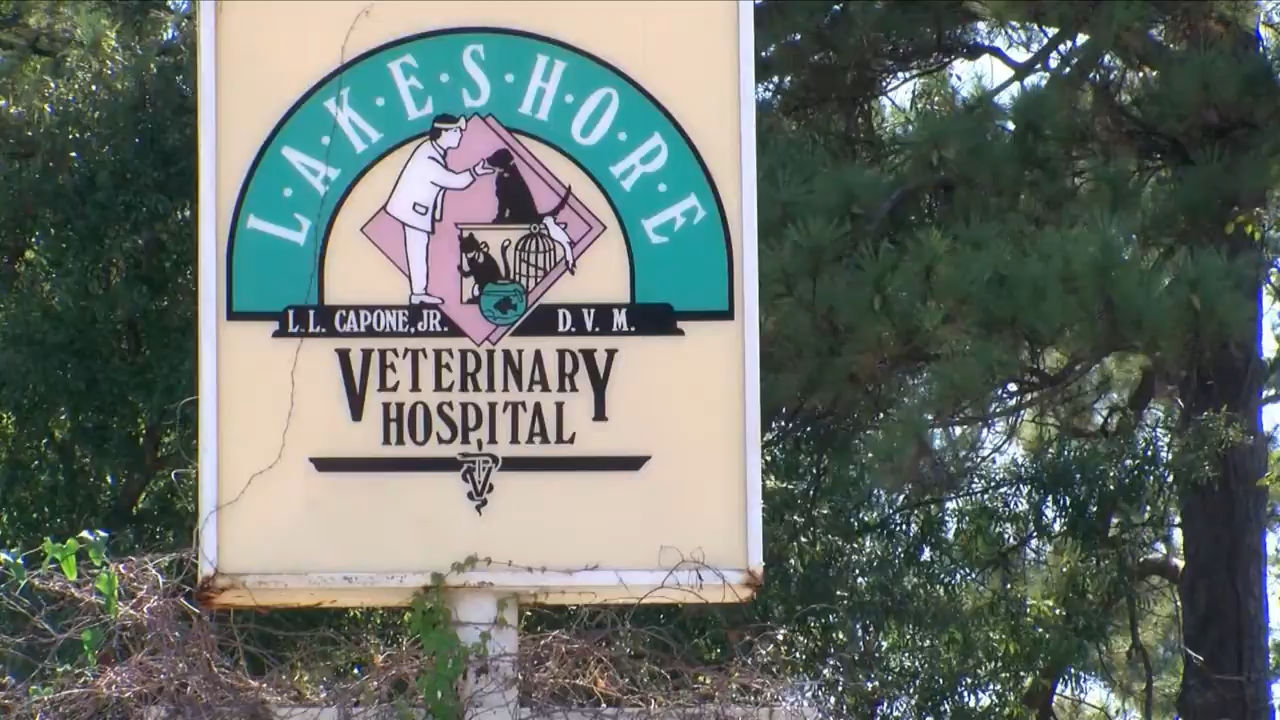 L·A·K·E·S·H·O·R·E
L.L. CAPONE, JR. D. V. M.
VETERINARY
HOSPITAL
V